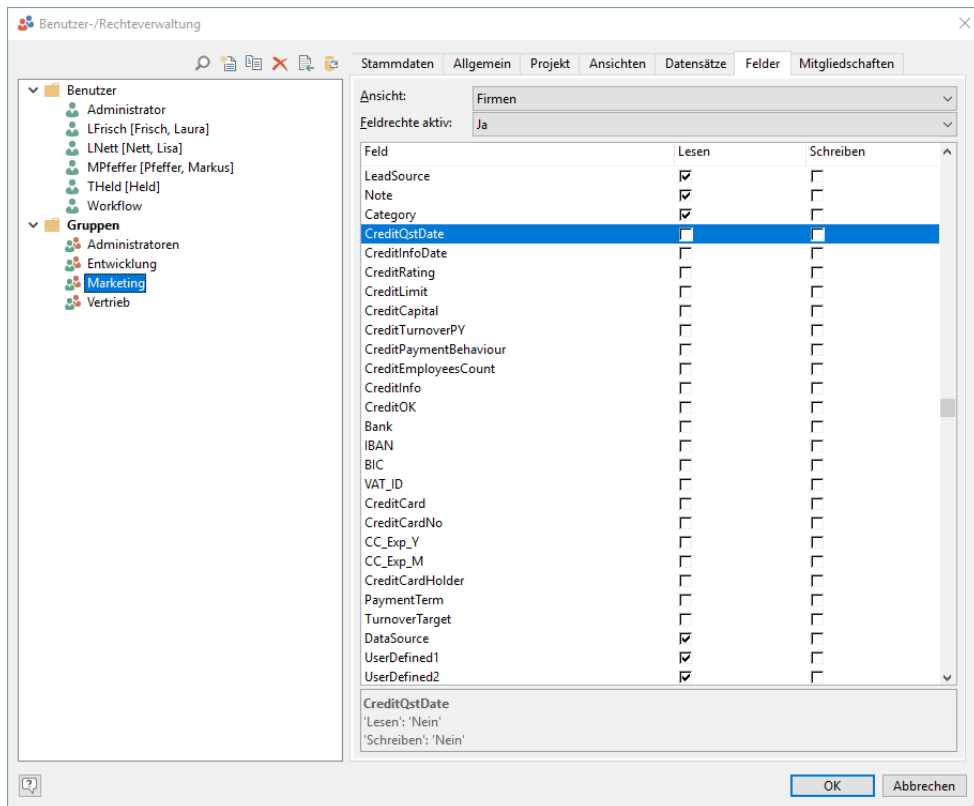 Benutzer-/Rechteverwaltung
Stammdaten Allgemein Projekt Ansichten Datensätze Felder Mitgliedschaften
Benutzer
Administrator
LFrisch [Frisch, Laura]
LNett [Nett, Lisa]
MPfeffer [Pfeffer, Markus]
THeld [Held]
Workflow
Gruppen
Administratoren
Entwicklung
Marketing
Vertrieb
Ansicht: Firmen
Feldrechte aktiv: Ja
Feld Lesen Schreiben
LeadSource
Note
Category
CreditQstDate
CreditInfoDate
CreditRating
CreditLimit
CreditCapital
CreditTurnoverPY
CreditPaymentBehaviour
CreditEmployeesCount
CreditInfo
CreditOK
Bank
IBAN
BIC
VAT_ID
CreditCard
CreditCardNo
CC_Exp_Y
CC_Exp_M
CreditCardHolder
PaymentTerm
TurnoverTarget
DataSource
UserDefined1
UserDefined2
CreditQstDate
'Lesen': 'Nein'
'Schreiben': 'Nein'
OK Abbrechen